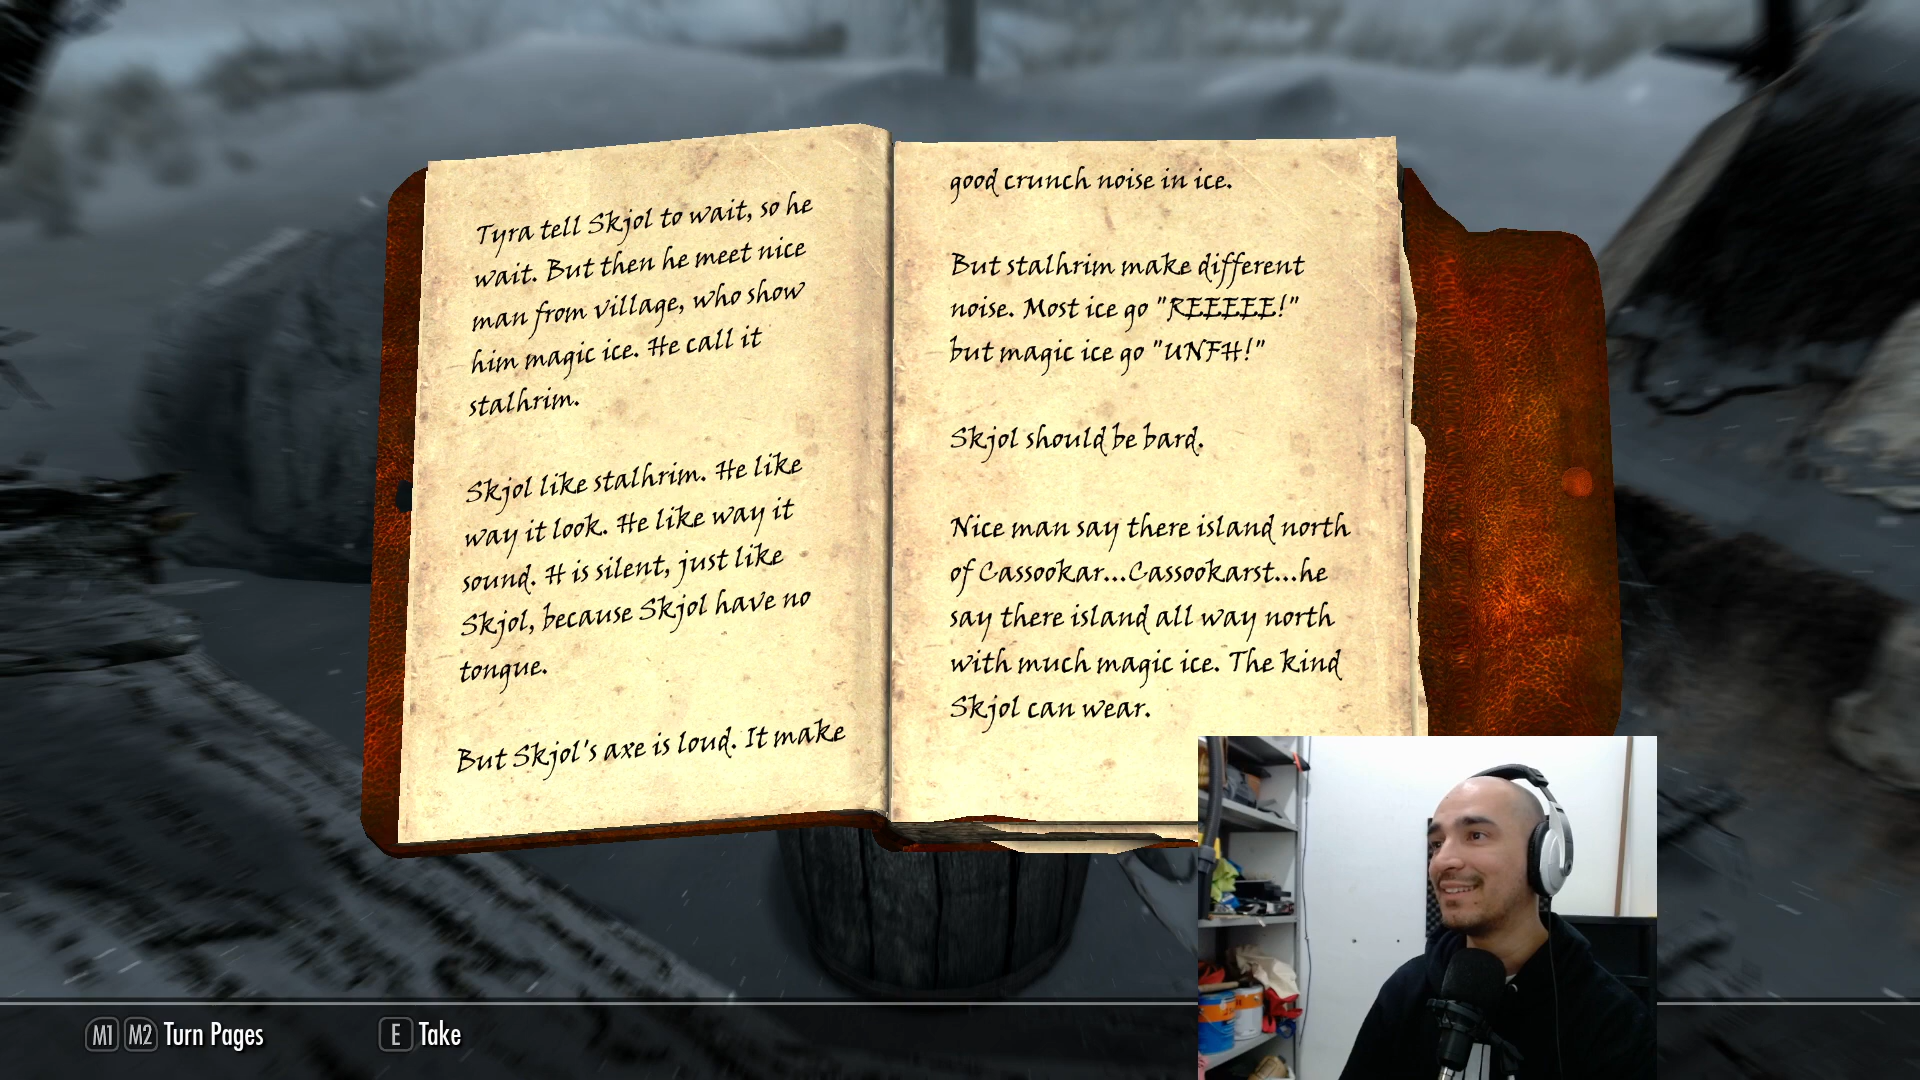 Tyra tell Skjol to wait, so he
wait. But then he meet nice
man from village, who show
him magic ice. He call it
stalhrim.
Skjol like stalhrim. He like
way it look. He like way it
sound. It is silent, just like
Skjol, because Skjol have no
tongue.
But Skjol's axe is loud. It make
good crunch noise in ice.
But stalhrim make different
noise. Most ice go "REEEEE!"
but magic ice go "UNFH!"
Skjol should be bard.
Nice man say there island north
of Cassookar...Cassookarst...he
say there island all way north
with much magic ice. The kind
Skjol can wear.
M1 M2 Turn Pages
E Take